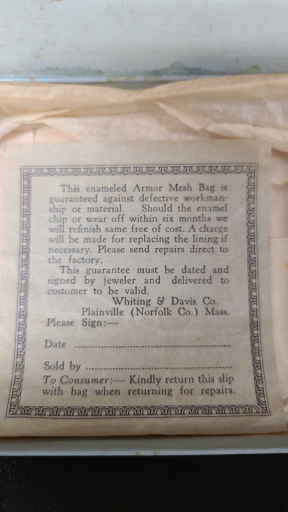 This enameled Armor Mesh Bag is
guaranteed against defective workman-
ship or material. Should the enamel
chip or wear off within six months we
will refinish same free of cost. A charge
will be made for replacing the lining if
necessary. Please send repairs direct to
the factory.
This guarantee must be dated and
signed by jeweler and delivered to
costomer to be valid.
Whiting & Davis Co.
Plainville (Norfolk Co.) Mass.
Please Sign:—
Date
Sold by
To Consumer:— Kindly return this slip
with bag when returning for repairs.